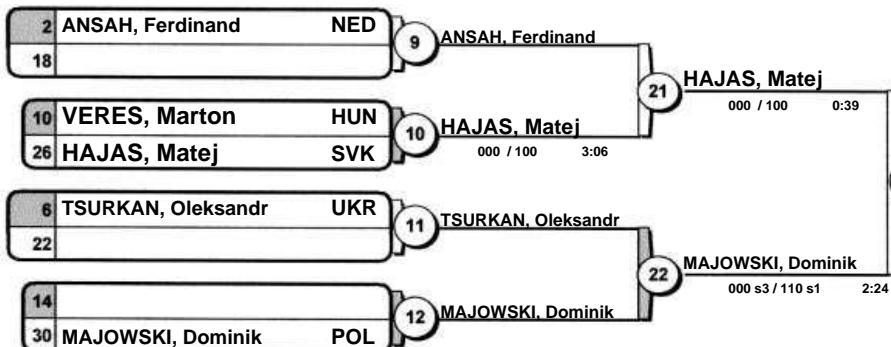 2 ANSAH, Ferdinand NED
18
9
ANSAH, Ferdinand
10 VERES, Marton HUN
26 HAJAS, Matej SVK
10
HAJAS, Matej
000 / 100 3:06
21
HAJAS, Matej
000 / 100 0:39
6 TSURKAN, Oleksandr UKR
22
11
TSURKAN, Oleksandr
14
30 MAJOWSKI, Dominik POL
12
MAJOWSKI, Dominik
22
MAJOWSKI, Dominik
000 s3 / 110 s1 2:24